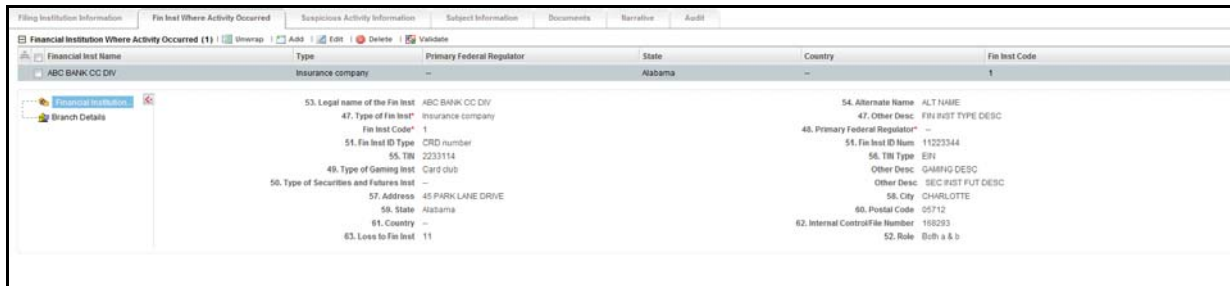 Filing Institution Information Fin Inst Where Activity Occurred Suspicious Activity Information Subject Information Documents Narrative Audit
Financial Institution Where Activity Occurred (1) | Unwrap | Add | Edit | Delete | Validate
Financial Inst Name Type Primary Federal Regulator State Country Fin Inst Code
ABC BANK CC DIV Insurance company -- Alabama -- 1
Financial Institution... 53. Legal name of the Fin Inst ABC BANK CC DIV 54. Alternate Name ALT NAME
Branch Details 47. Type of Fin Inst* Insurance company 47. Other Desc FIN INST TYPE DESC
Fin Inst Code* 1 48. Primary Federal Regulator* --
51. Fin Inst ID Type CRD number 51. Fin Inst ID Num 11223344
55. TIN 2233114 56. TIN Type EIN
49. Type of Gaming Inst Card club Other Desc GAMING DESC
50. Type of Securities and Futures Inst -- Other Desc SEC INST FUT DESC
57. Address 45 PARK LANE DRIVE 58. City CHARLOTTE
59. State Alabama 60. Postal Code 05712
61. Country -- 62. Internal Control/File Number 168293
63. Loss to Fin Inst 11 52. Role Both a & b